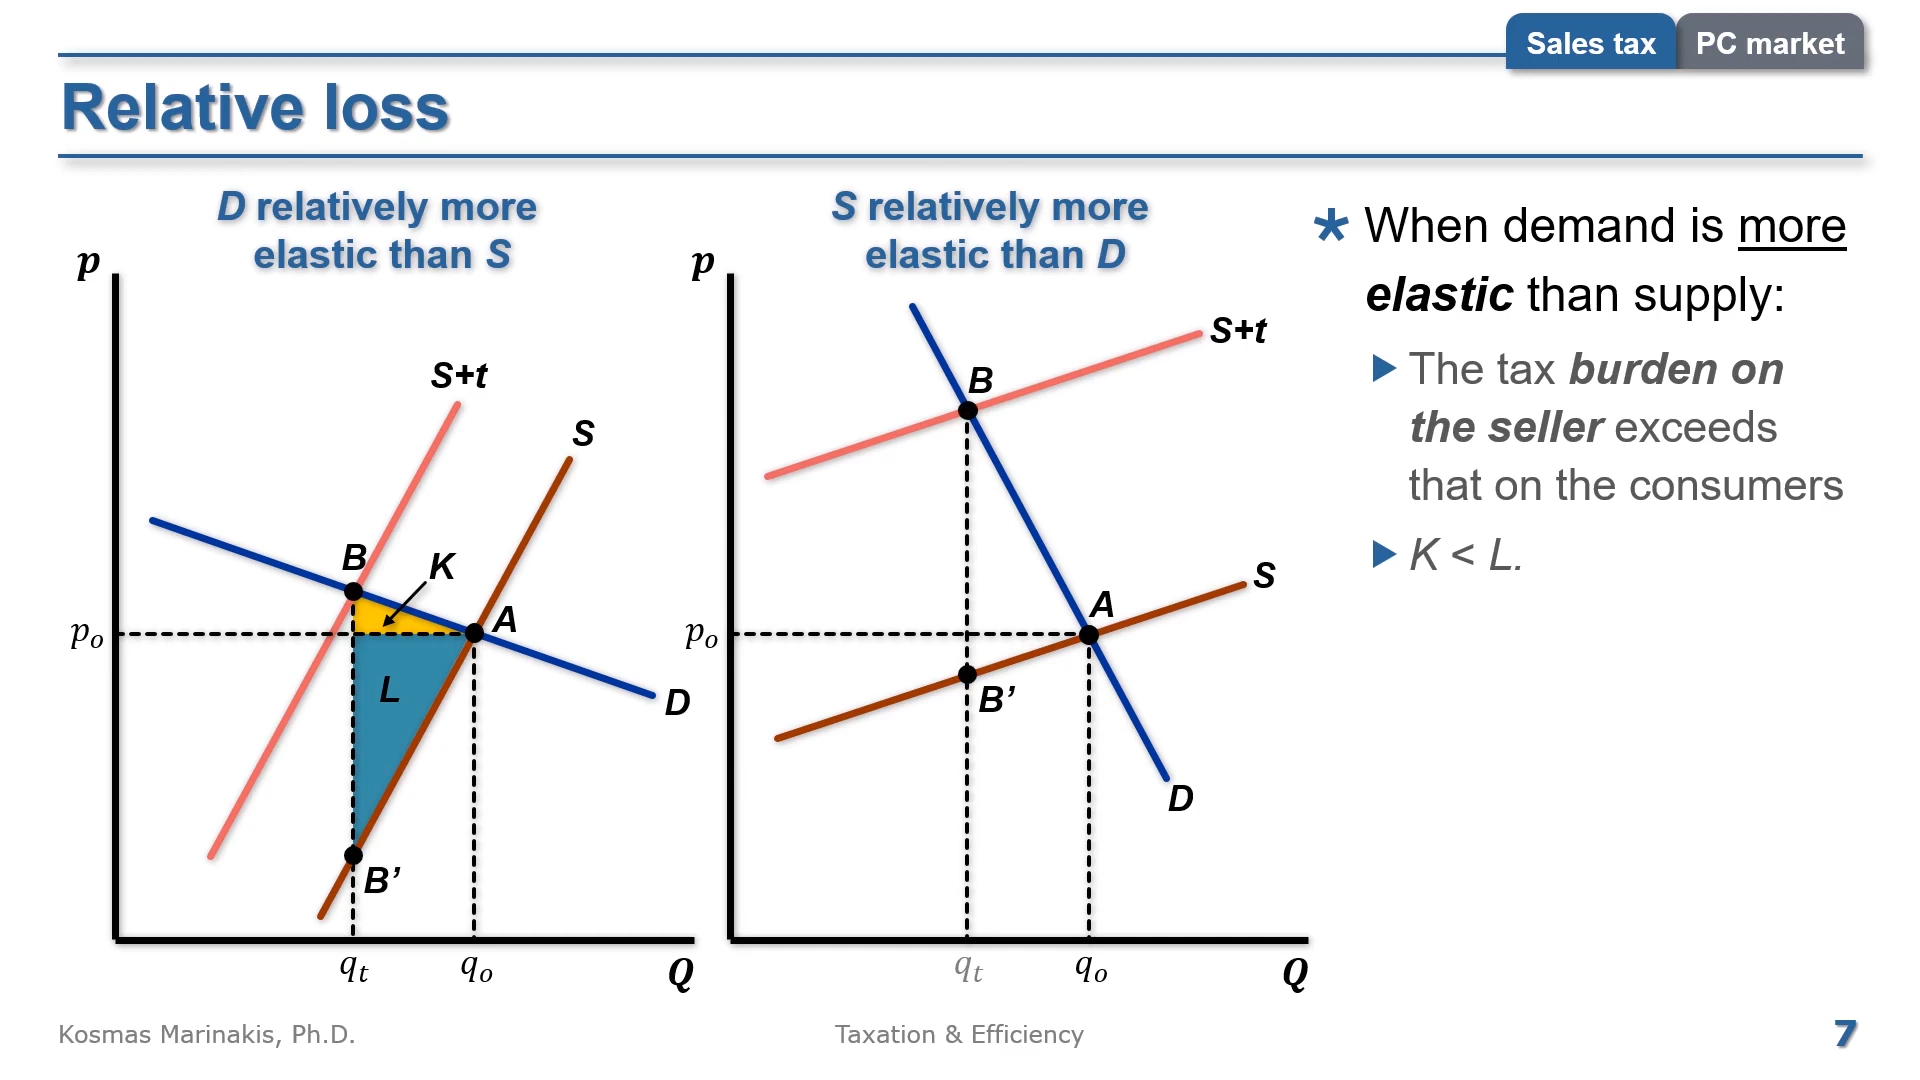 Sales tax
PC market
Relative loss
D relatively more
elastic than S
p
S+t
S
B
K
A
p₀
L
D
B’
qₜ
q₀
Q
S relatively more
elastic than D
p
S+t
B
S
A
p₀
B’
D
qₜ
q₀
Q
* When demand is more
elastic than supply:
The tax burden on
the seller exceeds
that on the consumers
K < L.
Kosmas Marinakis, Ph.D.
Taxation & Efficiency
7